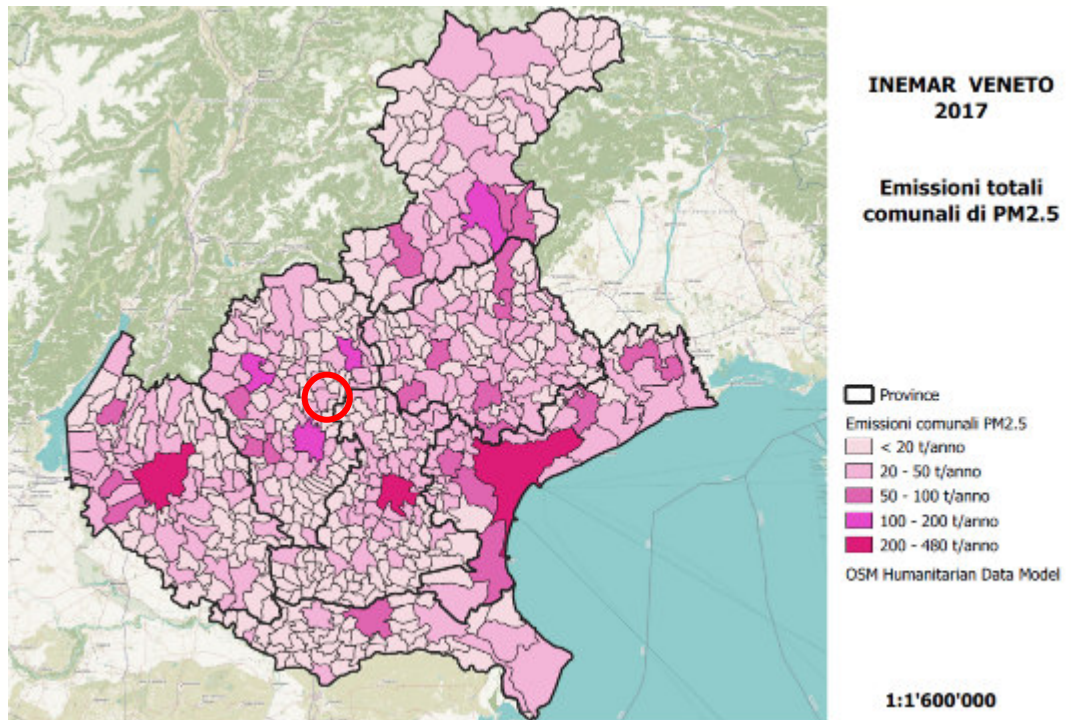 INEMAR VENETO
2017
Emissioni totali
comunali di PM2.5
Province
Emissioni comunali PM2.5
< 20 t/anno
20 - 50 t/anno
50 - 100 t/anno
100 - 200 t/anno
200 - 480 t/anno
OSM Humanitarian Data Model
1:1'600'000